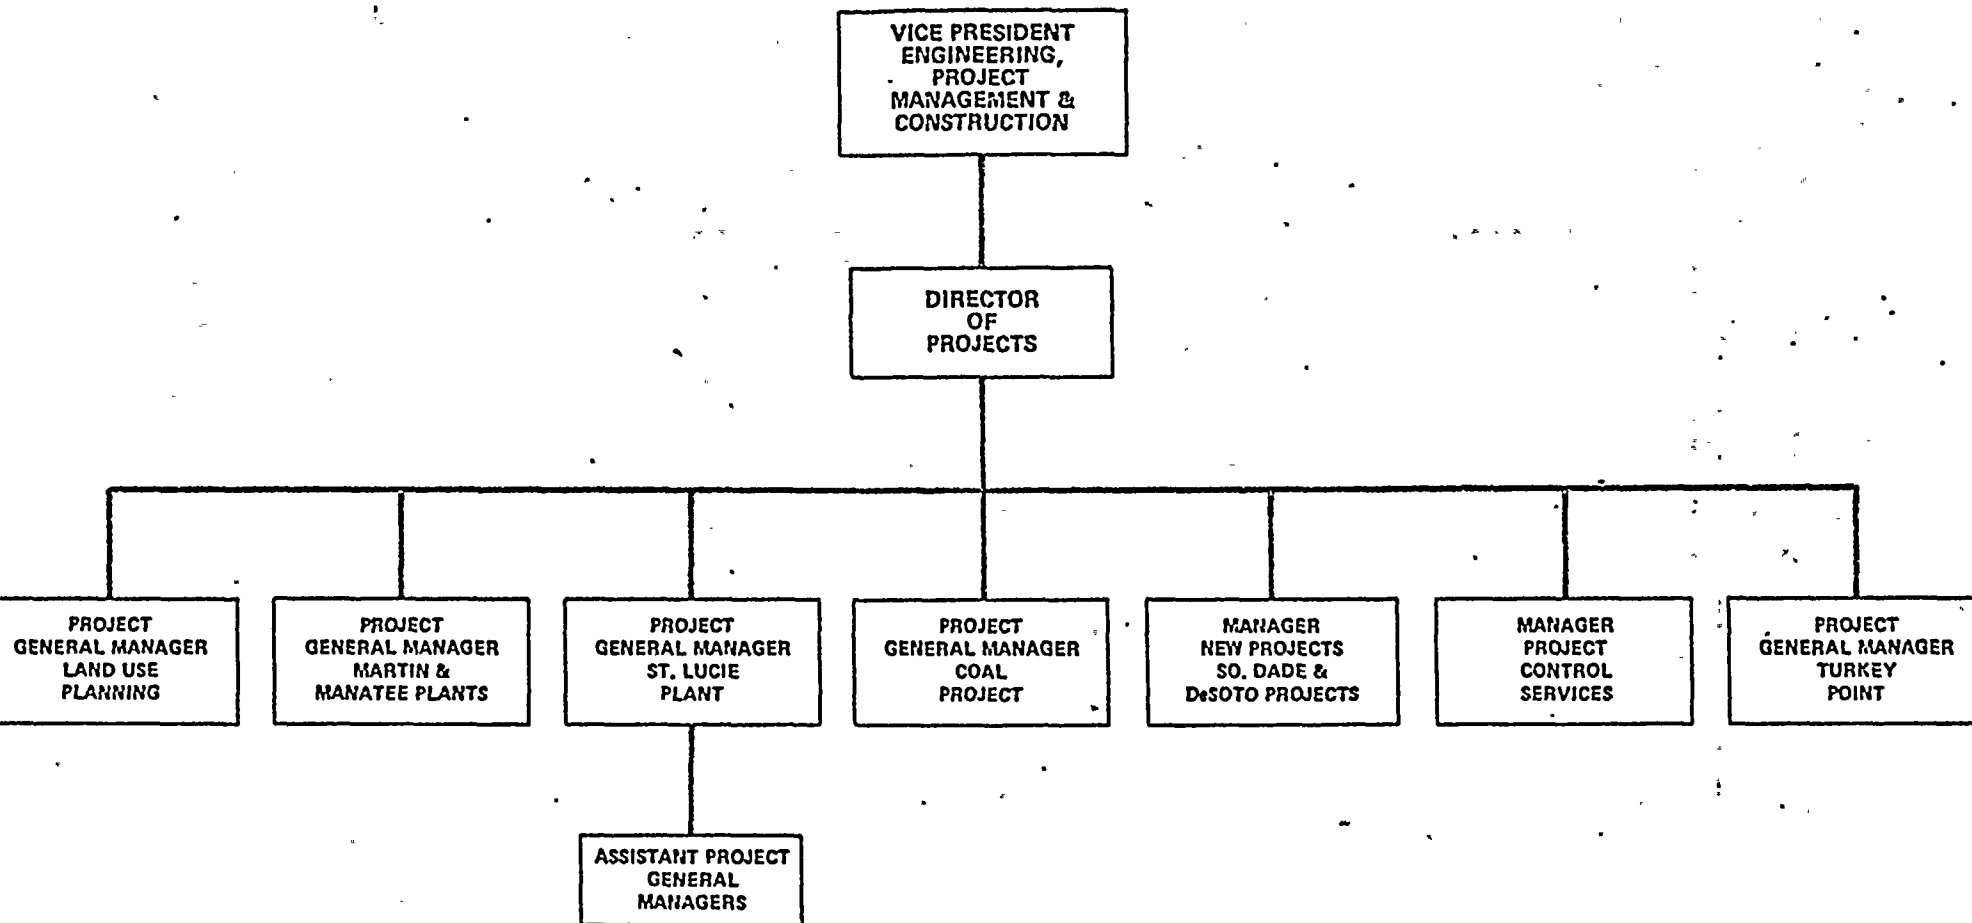 VICE PRESIDENT
ENGINEERING,
PROJECT
MANAGEMENT &
CONSTRUCTION
DIRECTOR
OF
PROJECTS
PROJECT
GENERAL MANAGER
LAND USE
PLANNING
PROJECT
GENERAL MANAGER
MARTIN &
MANATEE PLANTS
PROJECT
GENERAL MANAGER
ST. LUCIE
PLANT
PROJECT
GENERAL MANAGER
COAL
PROJECT
MANAGER
NEW PROJECTS
SO. DADE &
DeSOTO PROJECTS
MANAGER
PROJECT
CONTROL
SERVICES
PROJECT
GENERAL MANAGER
TURKEY
POINT
ASSISTANT PROJECT
GENERAL
MANAGERS